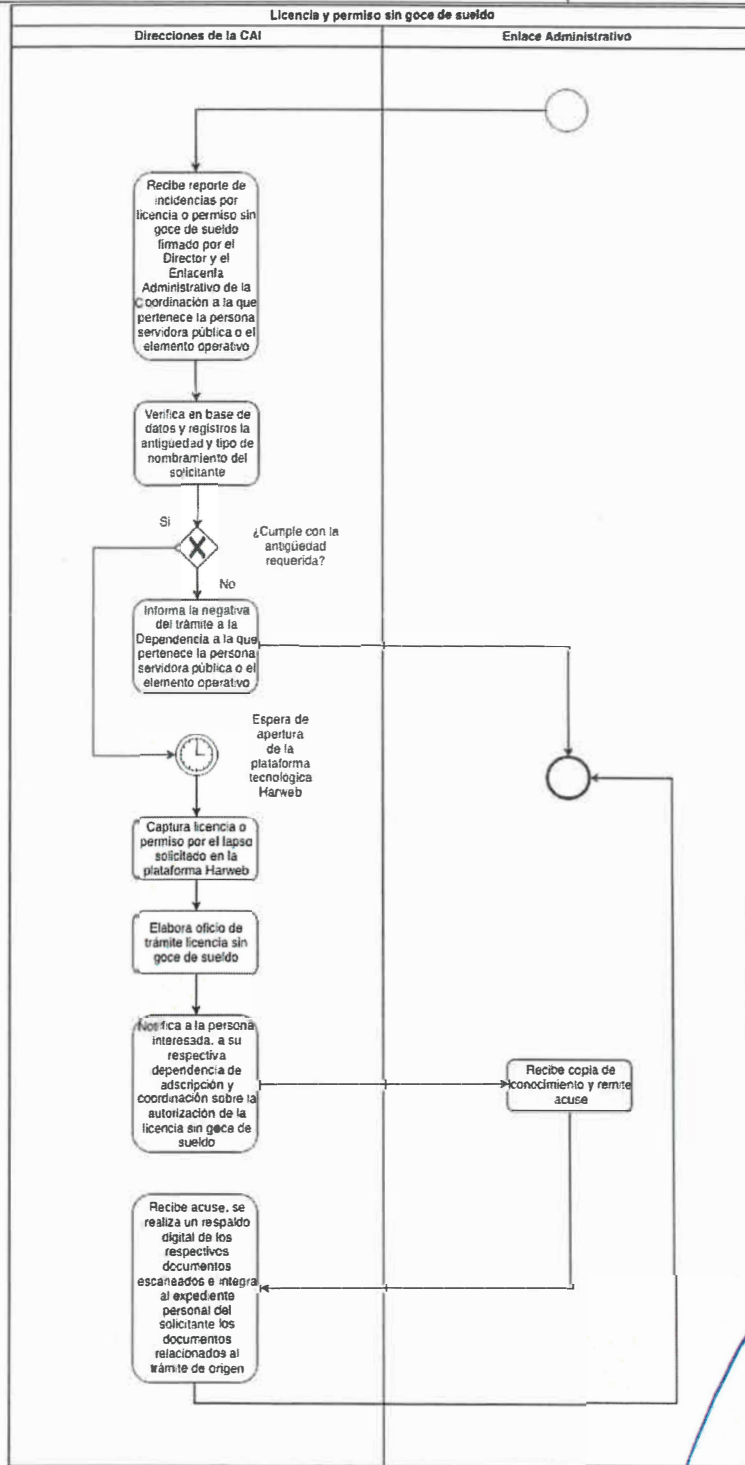 Licencia y permiso sin goce de sueldo
Direcciones de la CAI
Enlace Administrativo
Recibe reporte de
incidencias por
licencia o permiso sin
goce de sueldo
firmado por el
Director y el
Enlacenta
Administrativo de la
Coordinación a la que
pertenece la persona
servidora pública o el
elemento operativo
Verifica en base de
datos y registros la
antigüedad y tipo de
nombramiento del
solicitante
Si
¿Cumple con la
antigüedad
requerida?
No
Informa la negativa
del trámite a la
Dependencia a la que
pertenece la persona
servidora pública o el
elemento operativo
Espera de
apertura
de la
plataforma
tecnológica
Harweb
Captura licencia o
permiso por el lapso
solicitado en la
plataforma Harweb
Elabora oficio de
trámite licencia sin
goce de sueldo
Notifica a la persona
interesada, a su
respectiva
dependencia de
adscripción y
coordinación sobre la
autorización de la
licencia sin goce de
sueldo
Recibe copia de
conocimiento y remite
acuse
Recibe acuse, se
realiza un respaldo
digital de los
respectivos
documentos
escaneados e integra
al expediente
personal del
solicitante los
documentos
relacionados al
trámite de origen